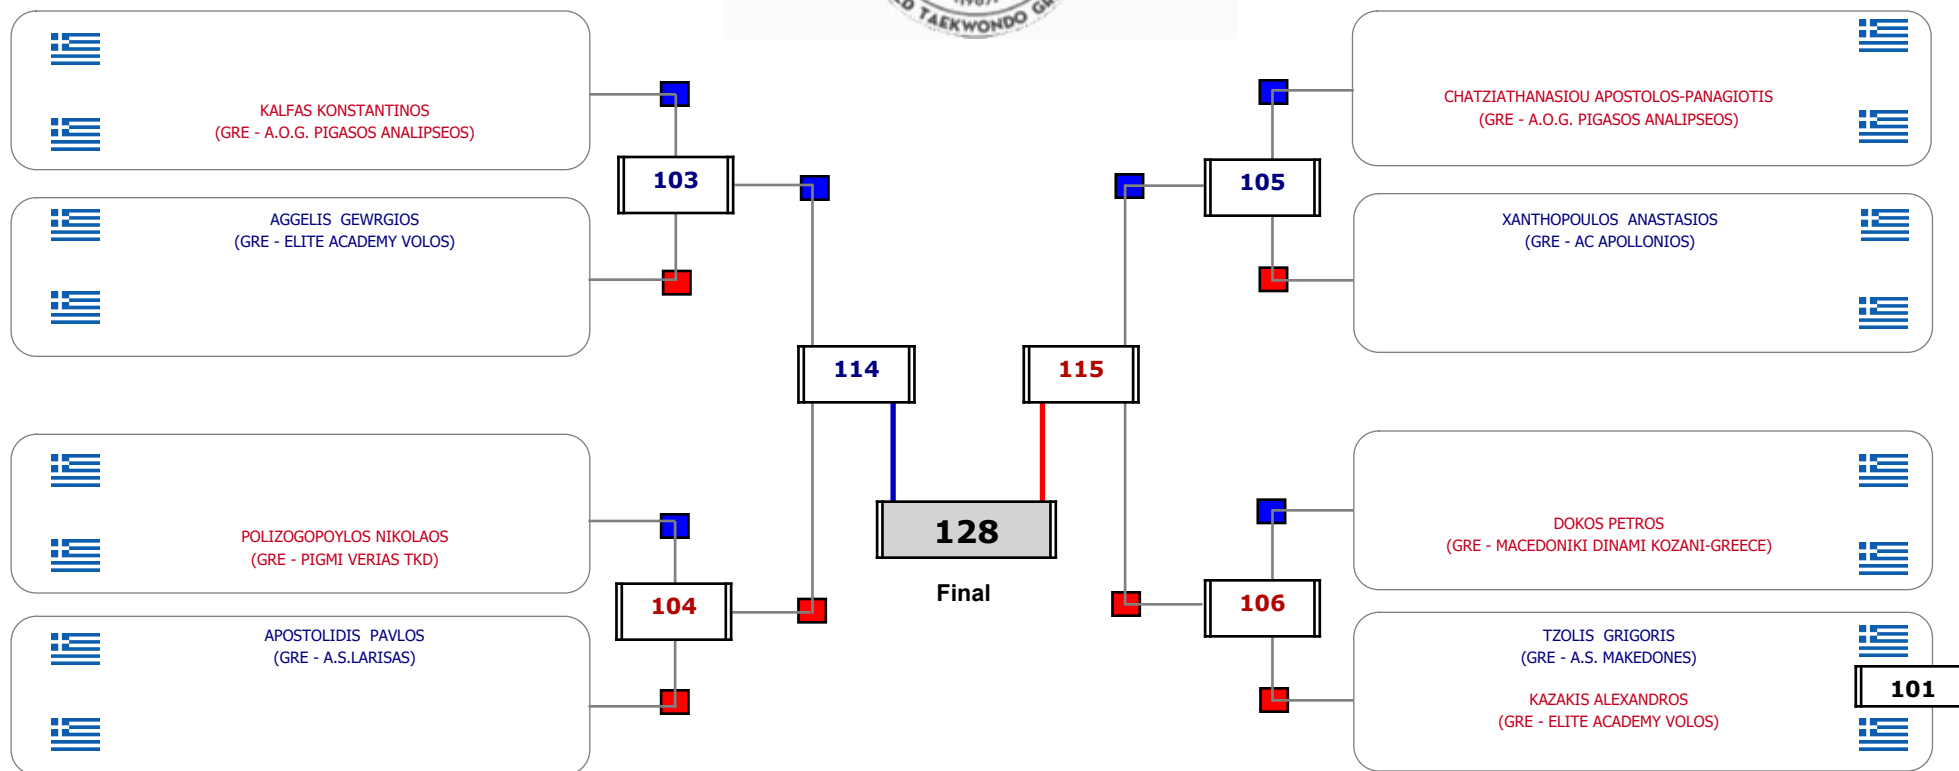 (1987)
TAEKWONDO
KALFAS KONSTANTINOS
(GRE - A.O.G. PIGASOS ANALIPSEOS)
103
AGGELIS GEWRGIOS
(GRE - ELITE ACADEMY VOLOS)
114
POLIZOGOPOYLOS NIKOLAOS
(GRE - PIGMI VERIAS TKD)
104
APOSTOLIDIS PAVLOS
(GRE - A.S.LARISAS)
128
Final
CHATZIATHANASIOU APOSTOLOS-PANAGIOTIS
(GRE - A.O.G. PIGASOS ANALIPSEOS)
105
XANTHOPOULOS ANASTASIOS
(GRE - AC APOLLONIOS)
115
DOKOS PETROS
(GRE - MACEDONIKI DINAMI KOZANI-GREECE)
106
TZOLIS GRIGORIS
(GRE - A.S. MAKEDONES)
101
KAZAKIS ALEXANDROS
(GRE - ELITE ACADEMY VOLOS)